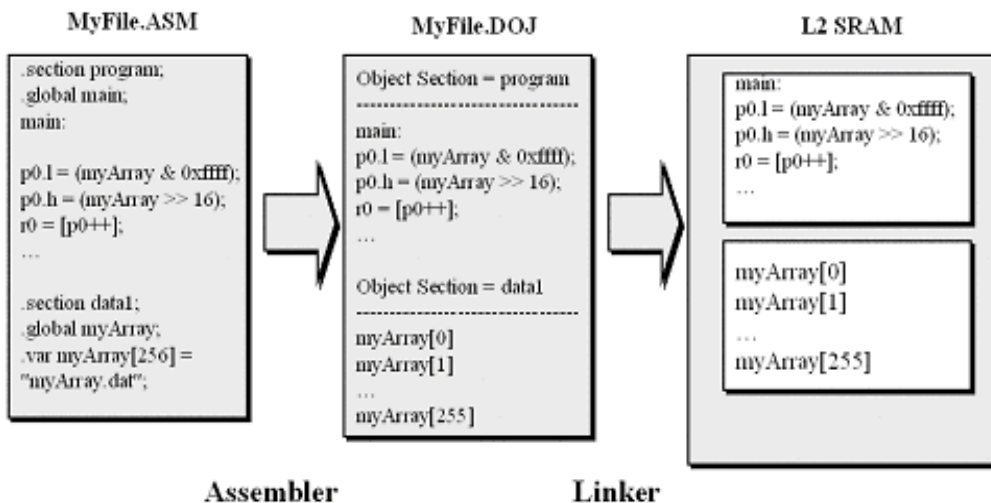 MyFile.ASM
.section program;
.global main;
main:
p0.l = (myArray & 0xffff);
p0.h = (myArray >> 16);
r0 = [p0++];
…
.section data1;
.global myArray;
.var myArray[256] =
"myArray.dat";
MyFile.DOJ
Object Section = program
---------------------------------
main:
p0.l = (myArray & 0xffff);
p0.h = (myArray >> 16);
r0 = [p0++];
…
Object Section = data1
---------------------------------
myArray[0]
myArray[1]
…
myArray[255]
L2 SRAM
main:
p0.l = (myArray & 0xffff);
p0.h = (myArray >> 16);
r0 = [p0++];
…
myArray[0]
myArray[1]
…
myArray[255]
Assembler
Linker